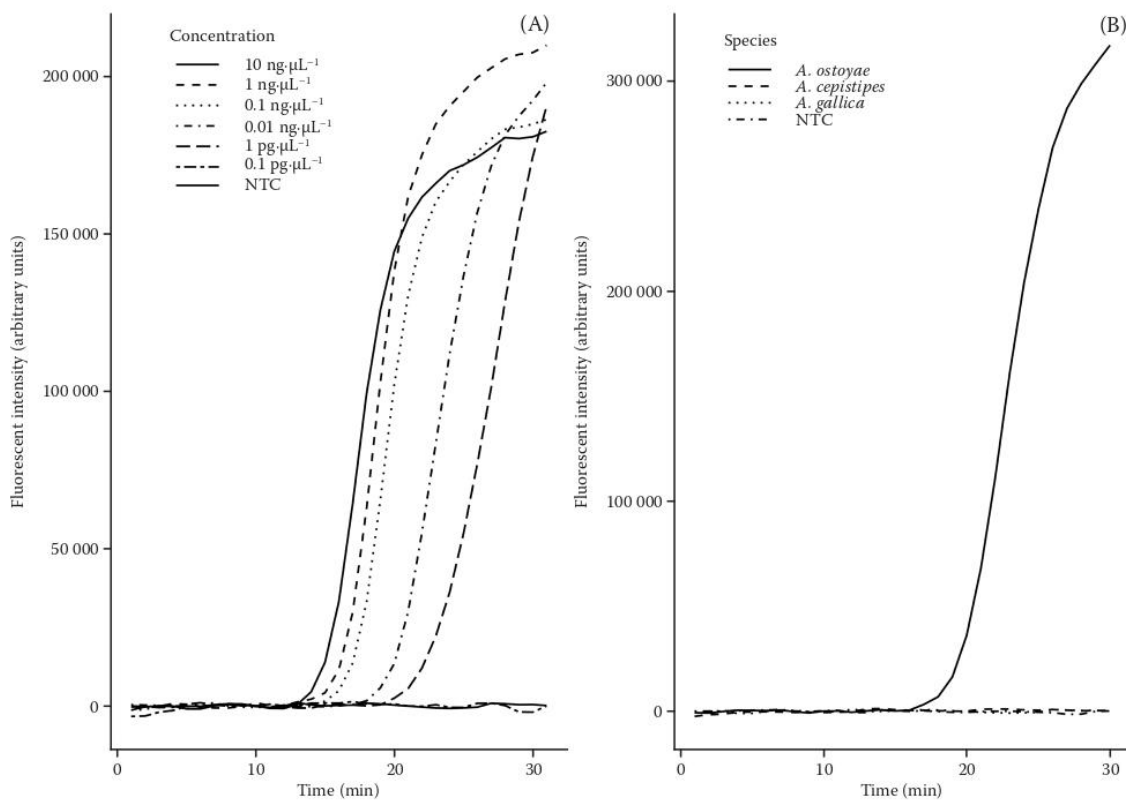 (A)
Concentration
10 ng·µL⁻¹
1 ng·µL⁻¹
0.1 ng·µL⁻¹
0.01 ng·µL⁻¹
1 pg·µL⁻¹
0.1 pg·µL⁻¹
NTC
200 000
150 000
100 000
50 000
0
Fluorescent intensity (arbitrary units)
0
10
20
30
Time (min)
(B)
Species
A. ostoyae
A. cepistipes
A. gallica
NTC
300 000
200 000
100 000
0
Fluorescent intensity (arbitrary units)
0
10
20
30
Time (min)